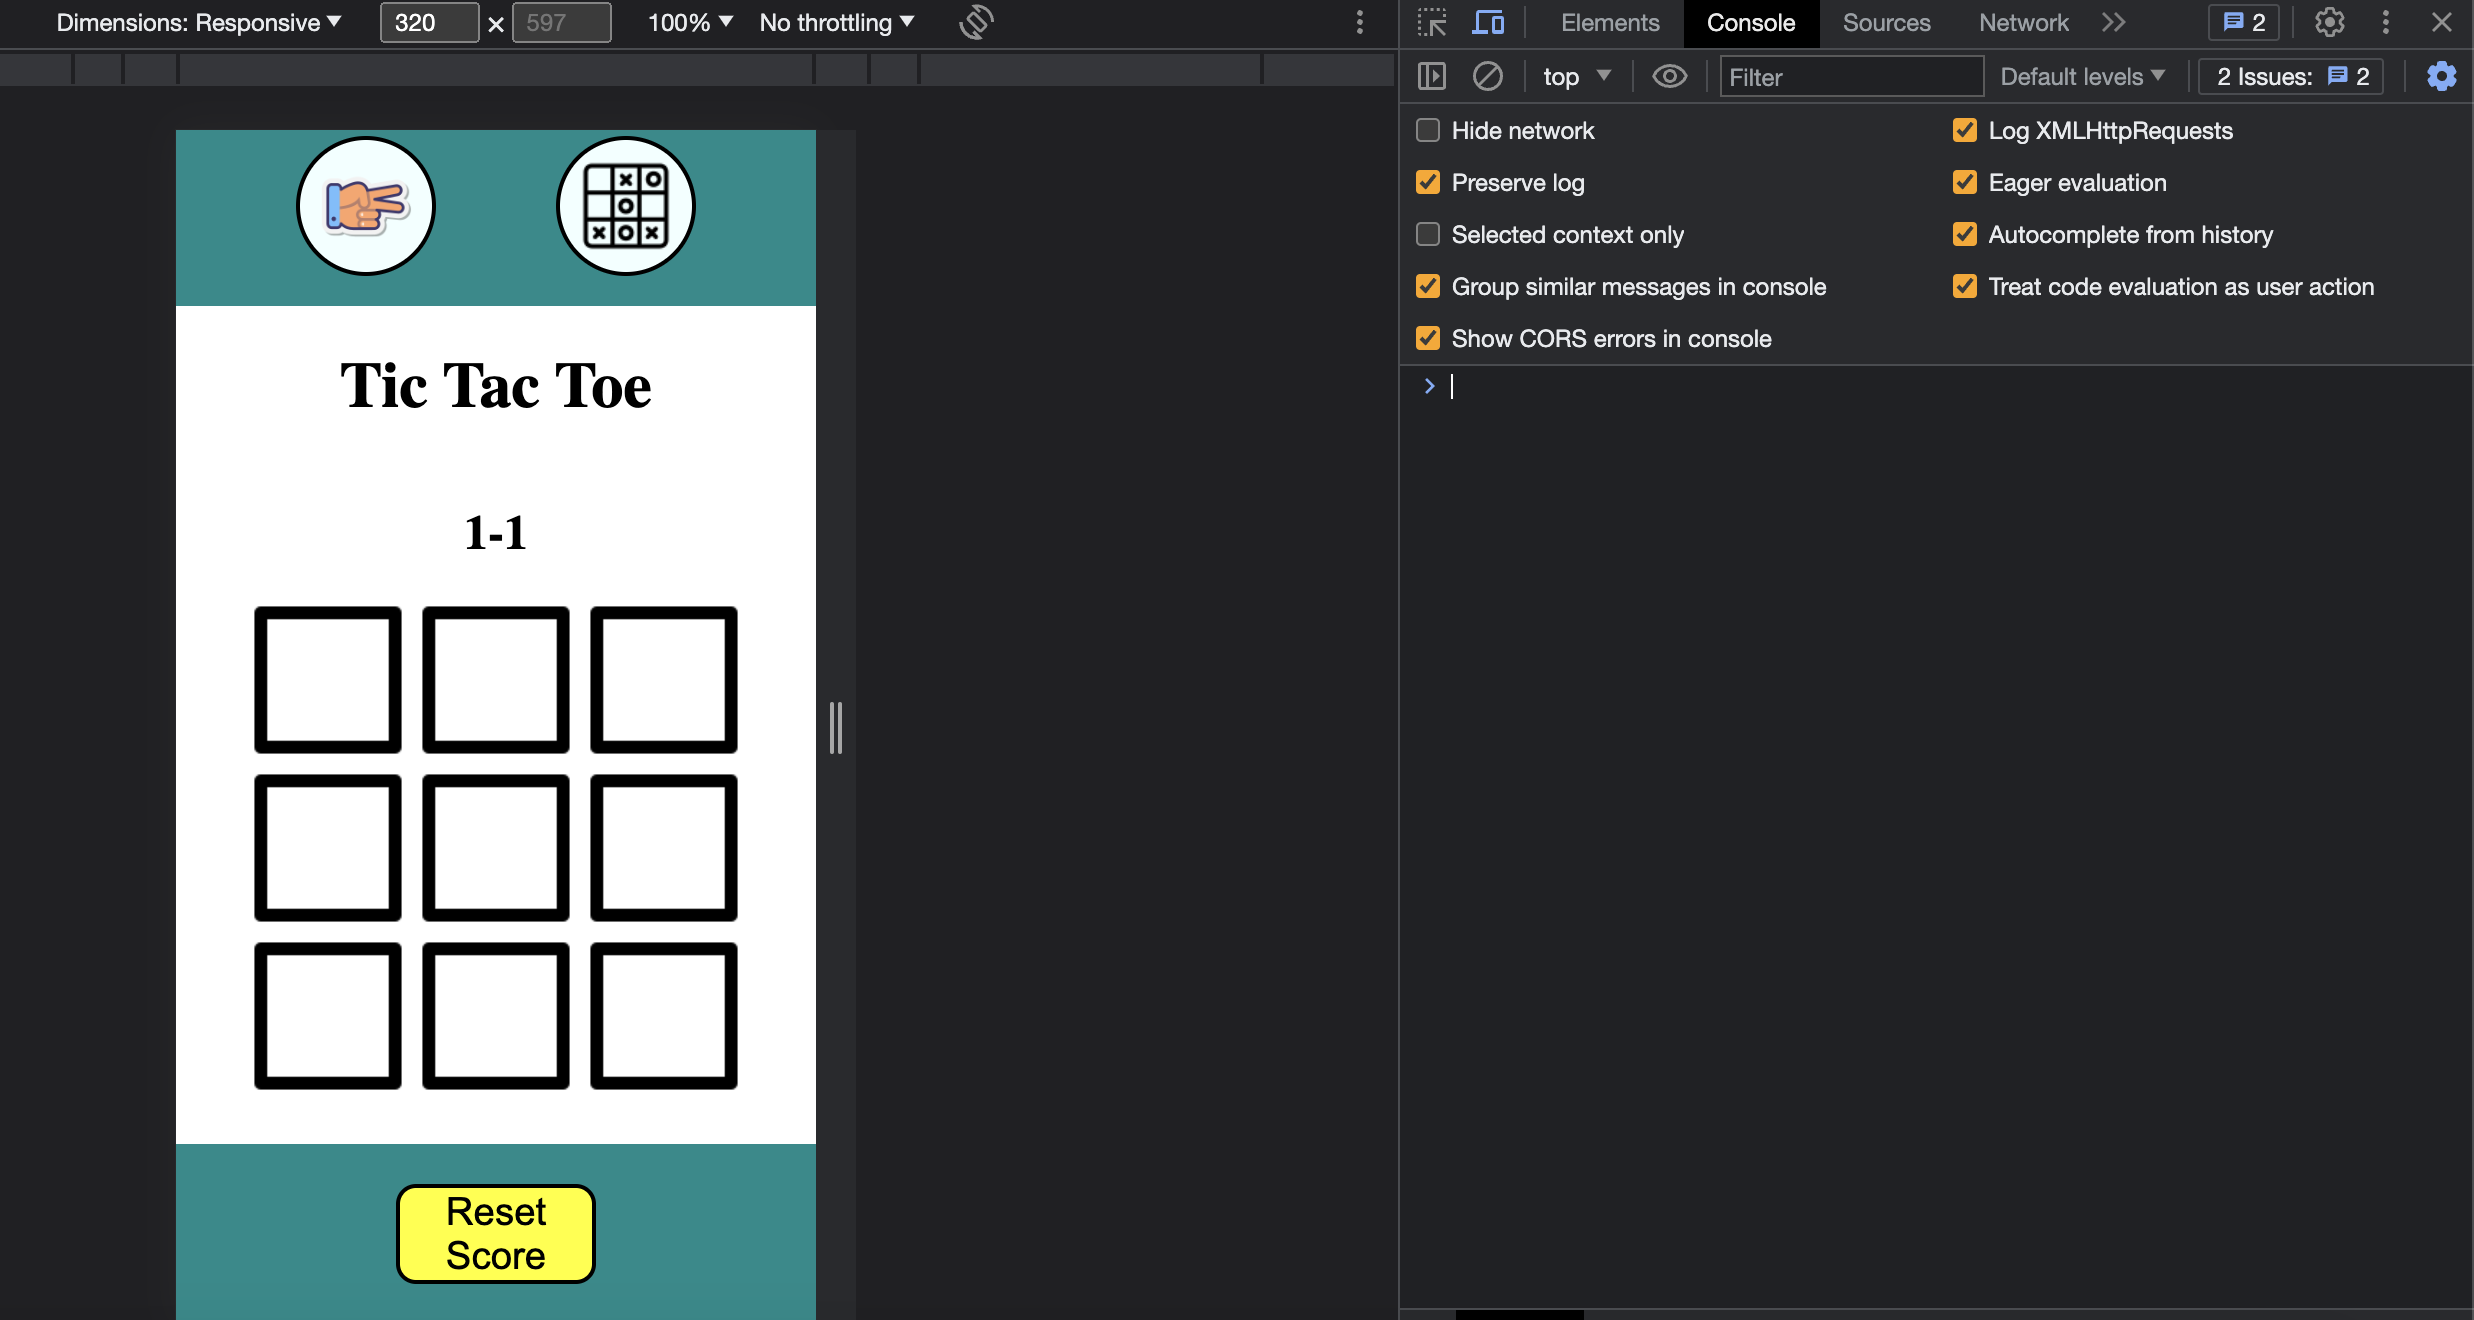 Dimensions: Responsive ▼ 320 × 597 100% ▼ No throttling ▼
Elements Console Sources Network 2
top ▼ Filter Default levels ▼ 2 Issues: 2
Hide network
Log XMLHttpRequests
Preserve log
Eager evaluation
Selected context only
Autocomplete from history
Group similar messages in console
Treat code evaluation as user action
Show CORS errors in console
Tic Tac Toe
1-1
Reset
Score